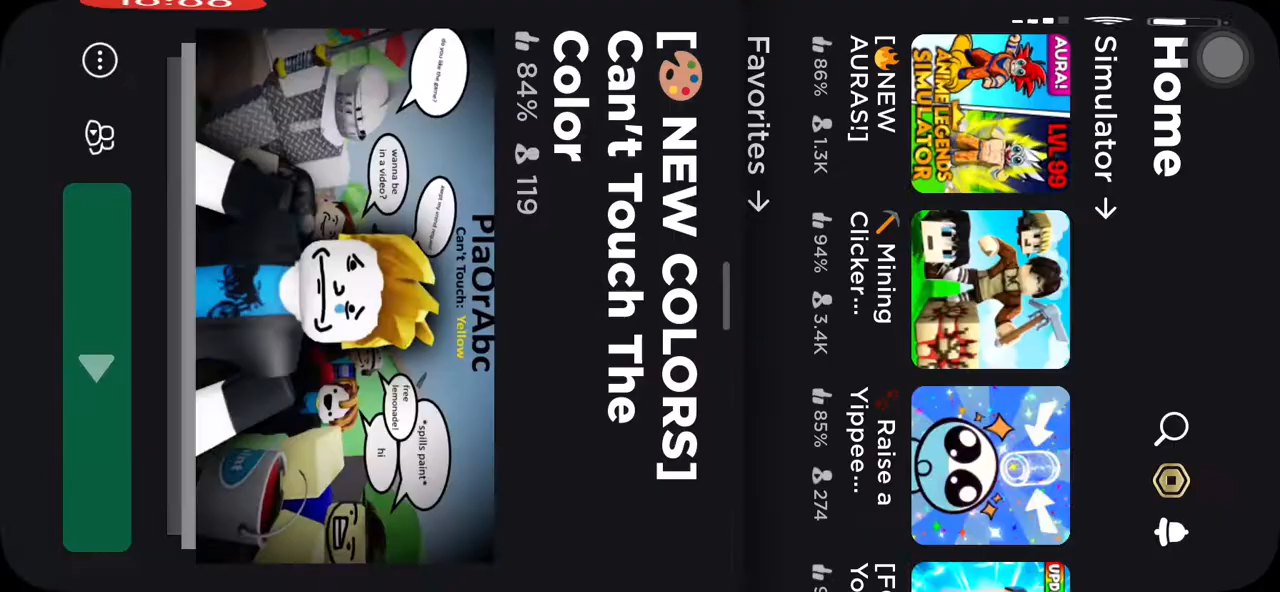 Home
Simulator →
AURA!
LVL 99
ANIME LEGENDS
SIMULATOR
[🔥NEW
AURAS!]
86% 1.3K
⛏️ Mining
Clicker...
94% 3.4K
Raise a
Yippee...
85% 274
UPD
Favorites →
[🎨 NEW COLORS]
Can't Touch The
Color
84% 119
PlaOrAbc
Can't Touch: Yellow
do you like the game?
wanna be
in a video?
free
lemonade!
*spills paint*
hi